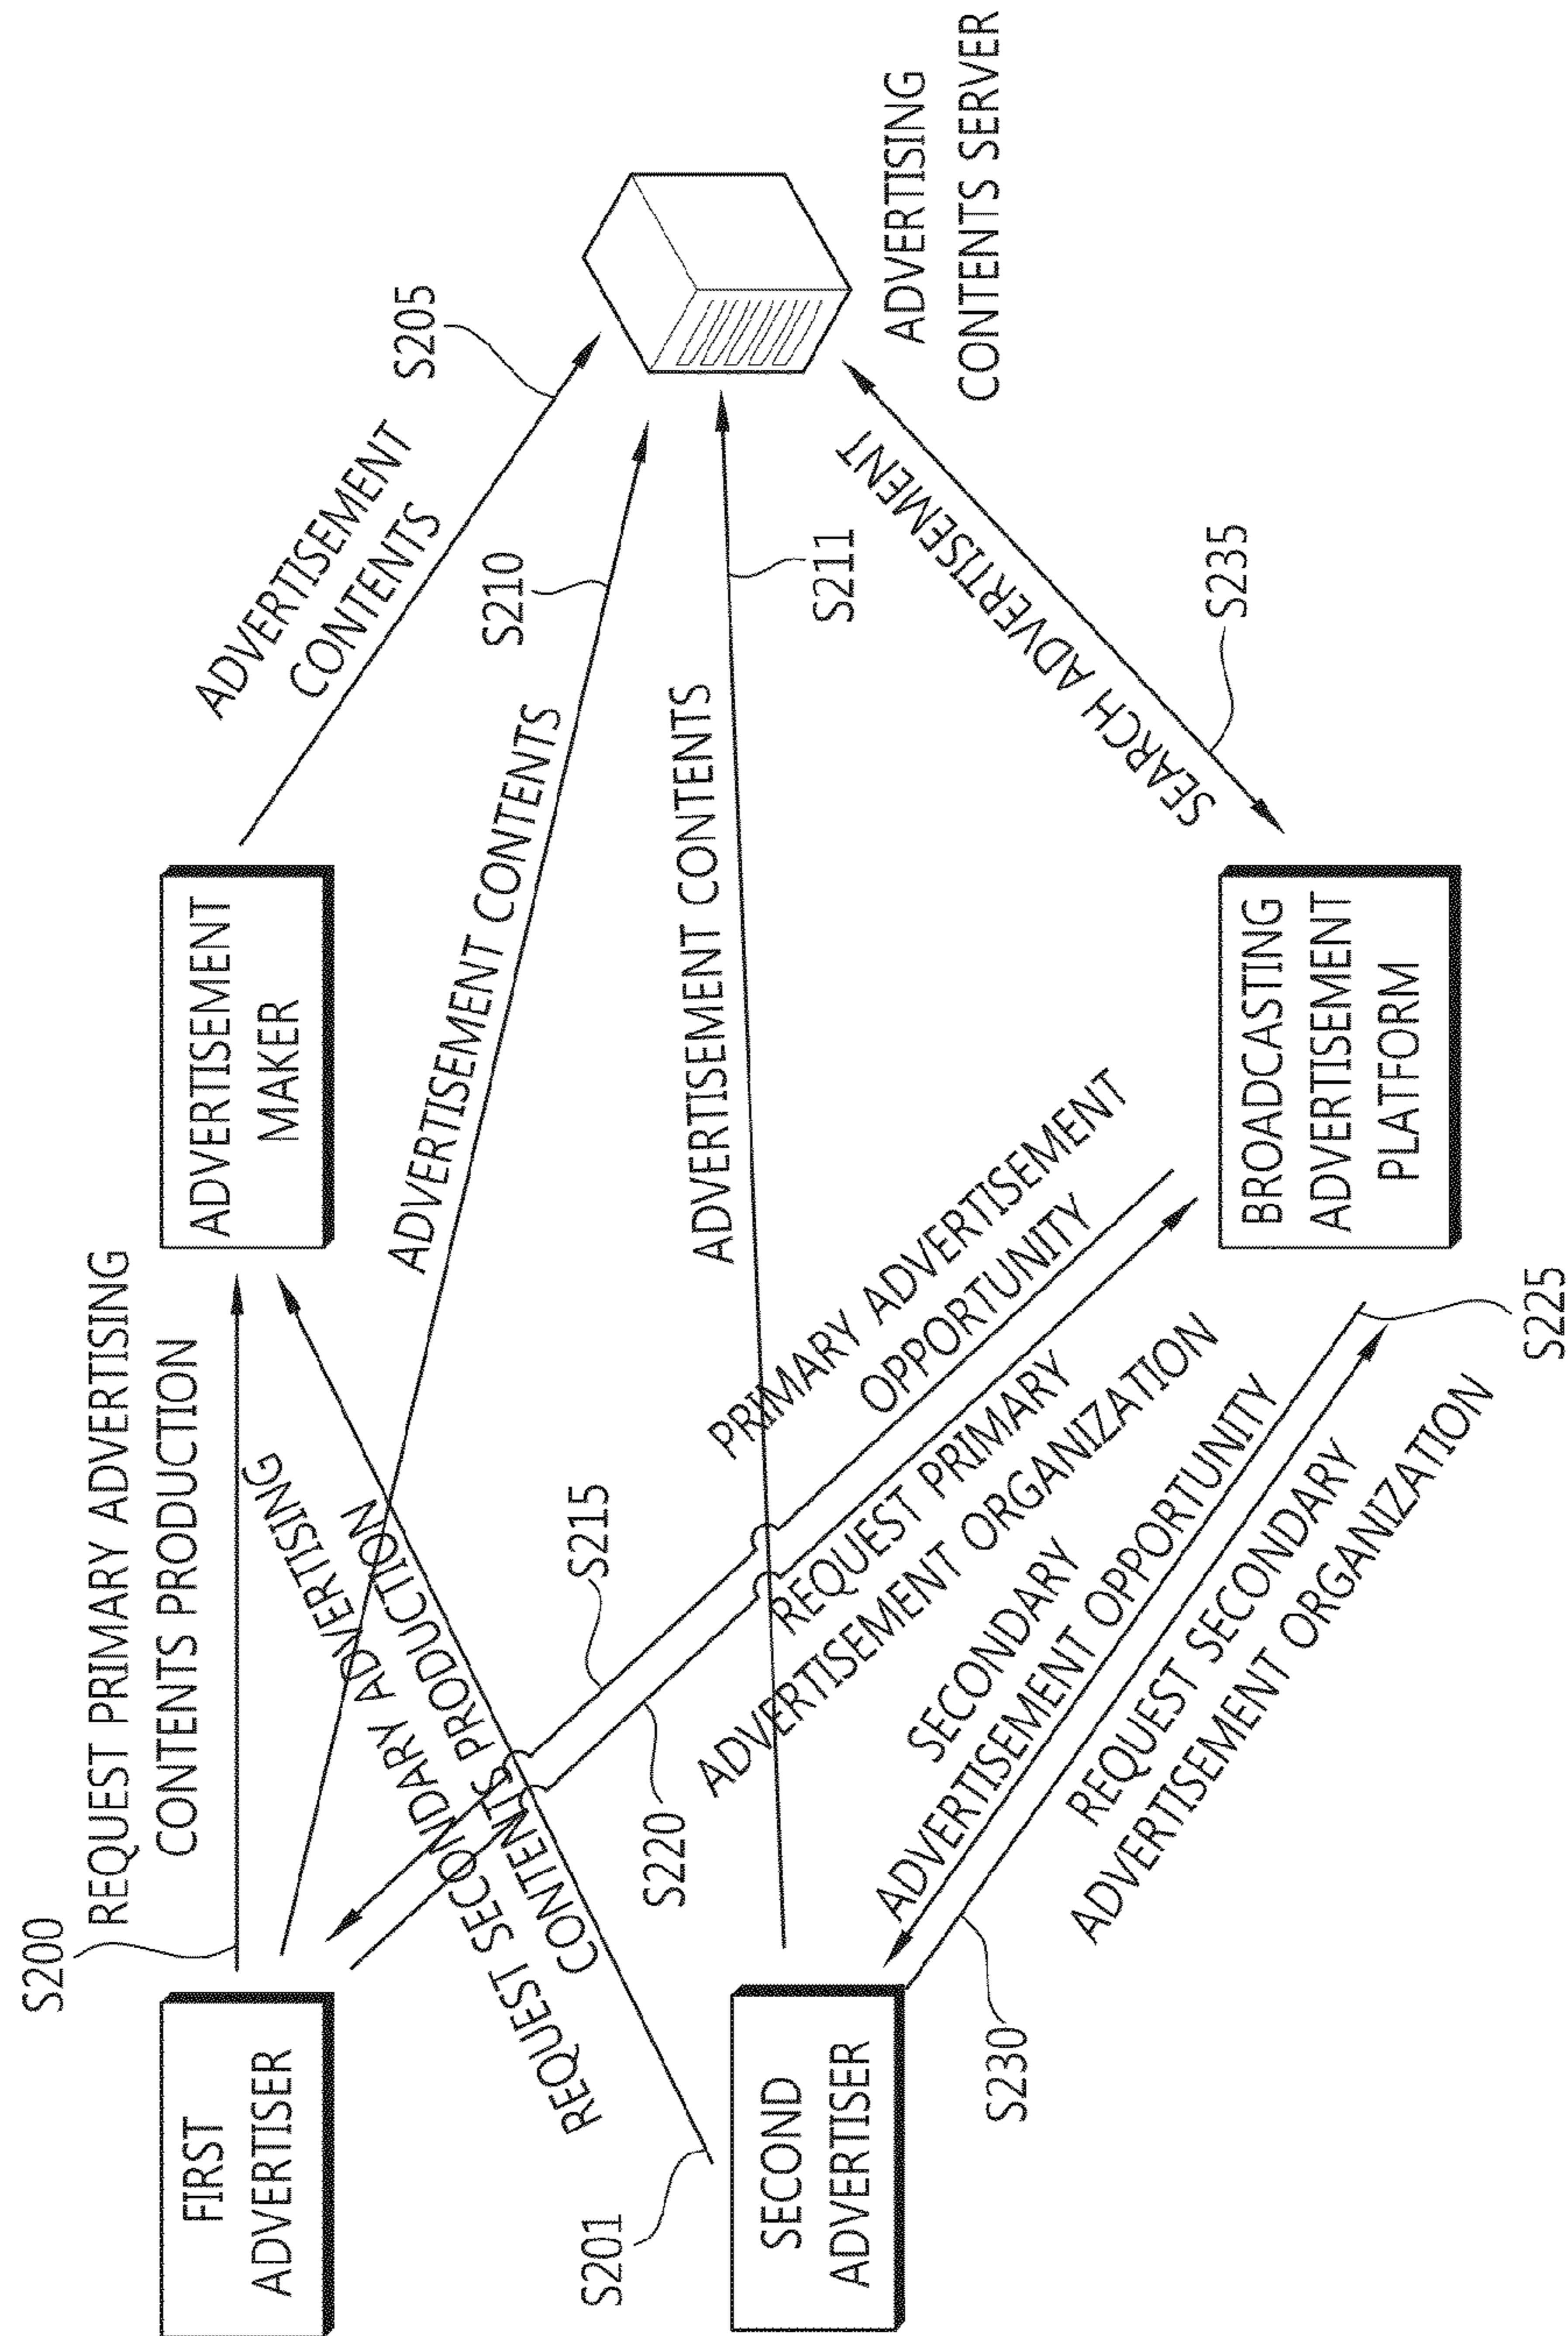 S200
REQUEST PRIMARY ADVERTISING
CONTENTS PRODUCTION
FIRST
ADVERTISER
ADVERTISEMENT
MAKER
ADVERTISEMENT
CONTENTS
S205
REQUEST SECONDARY ADVERTISING
CONTENTS PRODUCTION
ADVERTISEMENT CONTENTS
S210
S201
S215
S220
ADVERTISEMENT CONTENTS
S211
ADVERTISING
CONTENTS SERVER
SECOND
ADVERTISER
PRIMARY ADVERTISEMENT
OPPORTUNITY
REQUEST PRIMARY
ADVERTISEMENT ORGANIZATION
SEARCH ADVERTISEMENT
S235
S230
SECONDARY
ADVERTISEMENT OPPORTUNITY
REQUEST SECONDARY
ADVERTISEMENT ORGANIZATION
S225
BROADCASTING
ADVERTISEMENT
PLATFORM